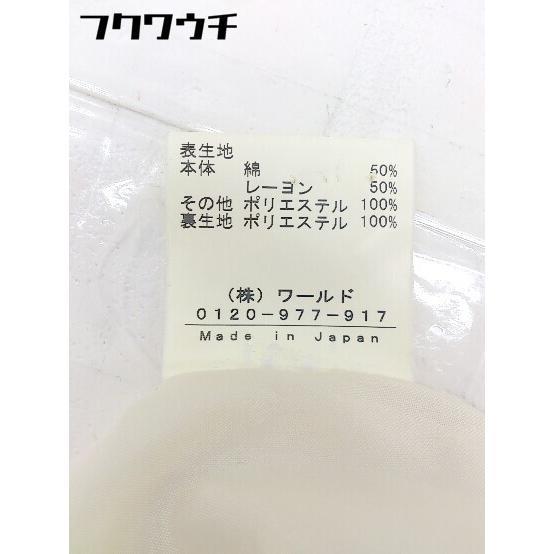 フクワウチ
表生地
本体 綿 50%
レーヨン 50%
その他 ポリエステル 100%
裏生地 ポリエステル 100%
(株) ワールド
0120-977-917
Made in Japan